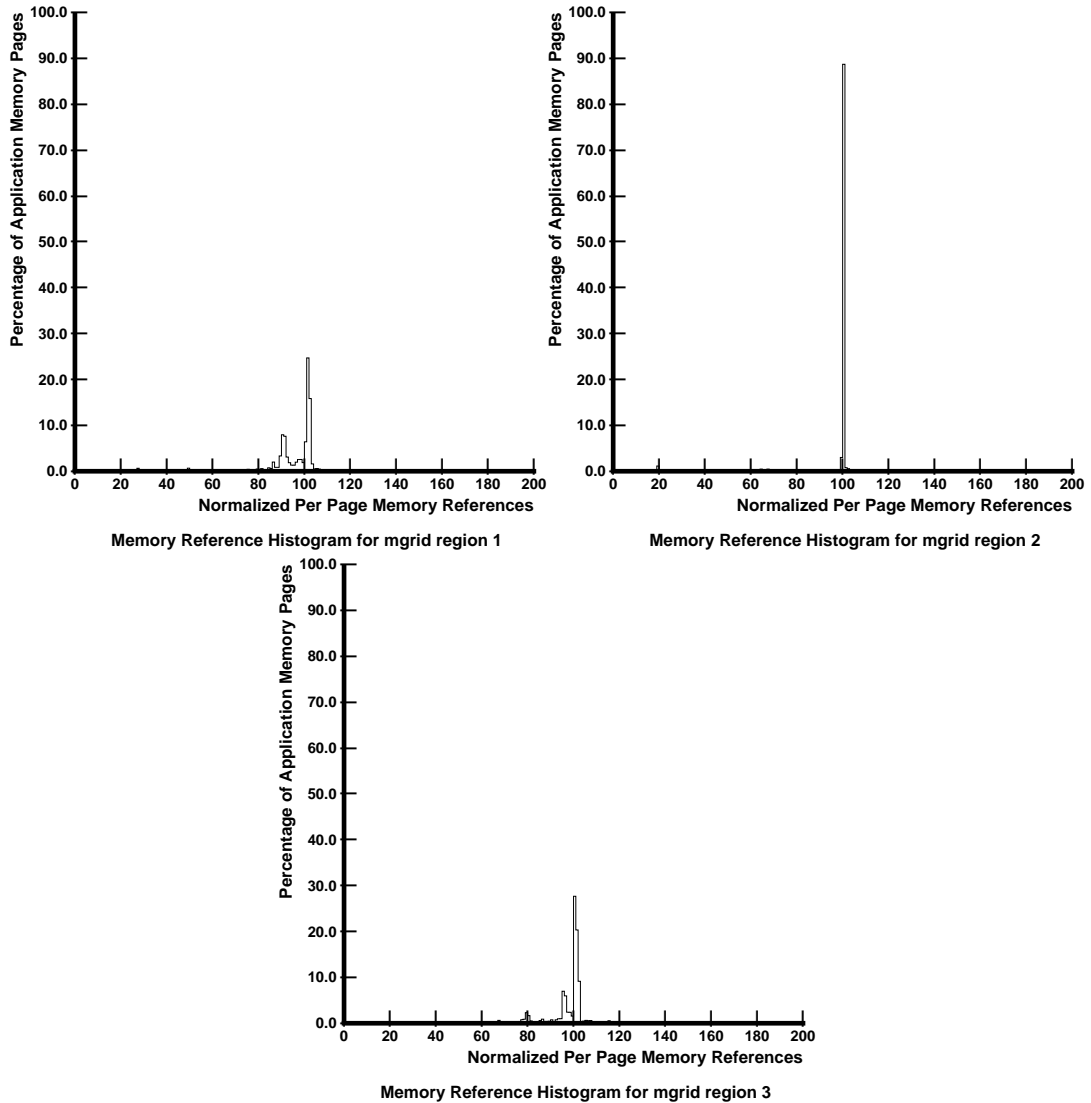 Percentage of Application Memory Pages
100.0
90.0
80.0
70.0
60.0
50.0
40.0
30.0
20.0
10.0
0.0
0 20 40 60 80 100 120 140 160 180 200
Normalized Per Page Memory References
Memory Reference Histogram for mgrid region 1
Percentage of Application Memory Pages
100.0
90.0
80.0
70.0
60.0
50.0
40.0
30.0
20.0
10.0
0.0
0 20 40 60 80 100 120 140 160 180 200
Normalized Per Page Memory References
Memory Reference Histogram for mgrid region 2
Percentage of Application Memory Pages
100.0
90.0
80.0
70.0
60.0
50.0
40.0
30.0
20.0
10.0
0.0
0 20 40 60 80 100 120 140 160 180 200
Normalized Per Page Memory References
Memory Reference Histogram for mgrid region 3